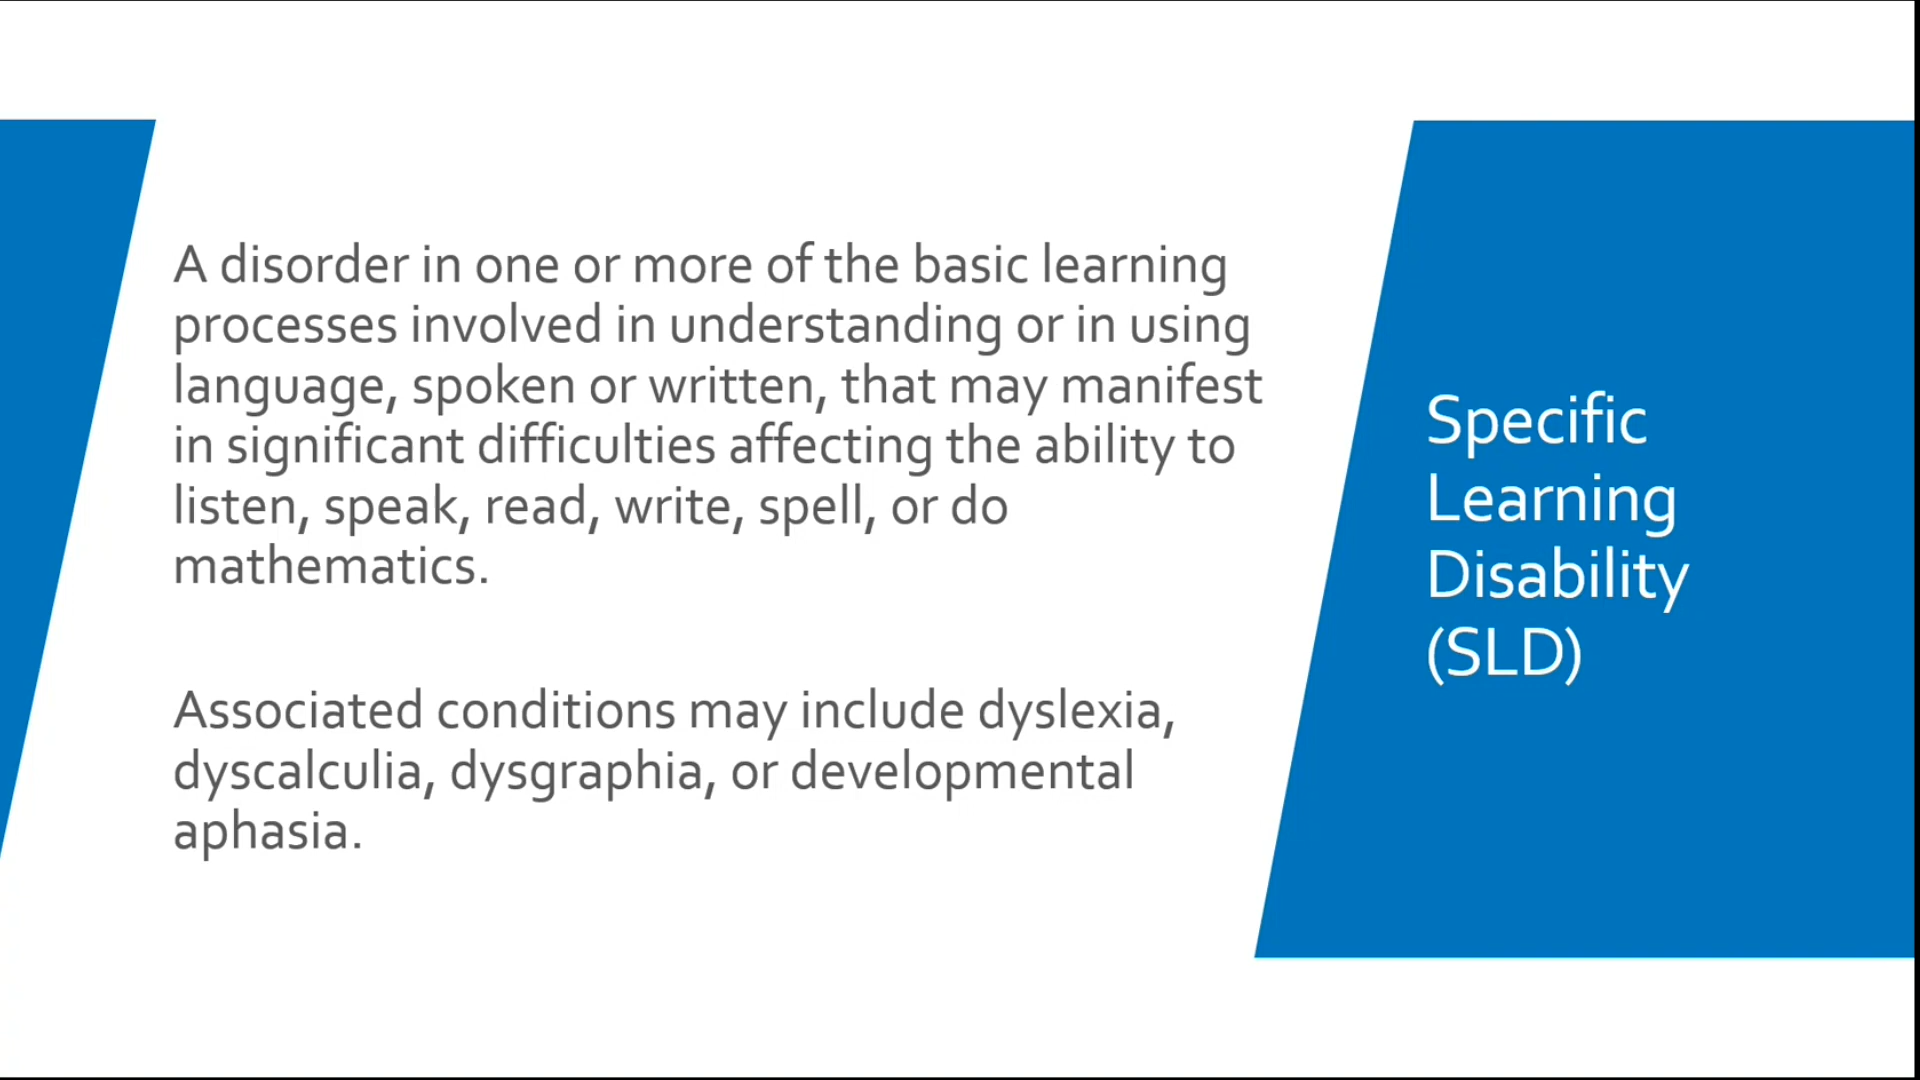 A disorder in one or more of the basic learning
processes involved in understanding or in using
language, spoken or written, that may manifest
in significant difficulties affecting the ability to
listen, speak, read, write, spell, or do
mathematics.
Associated conditions may include dyslexia,
dyscalculia, dysgraphia, or developmental
aphasia.
Specific
Learning
Disability
(SLD)